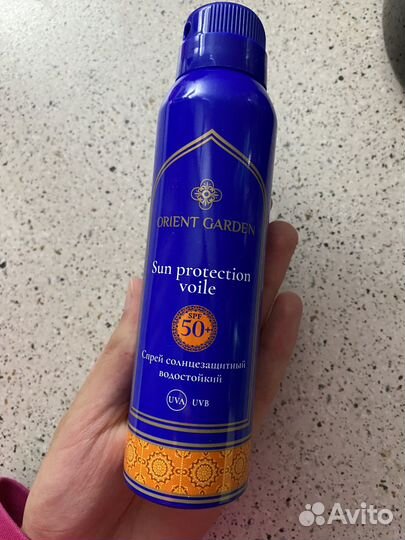 ORIENT GARDEN
Sun protection
voile
SPF
50+
Спрей солнцезащитный
водостойкий
UVA UVB
Avito